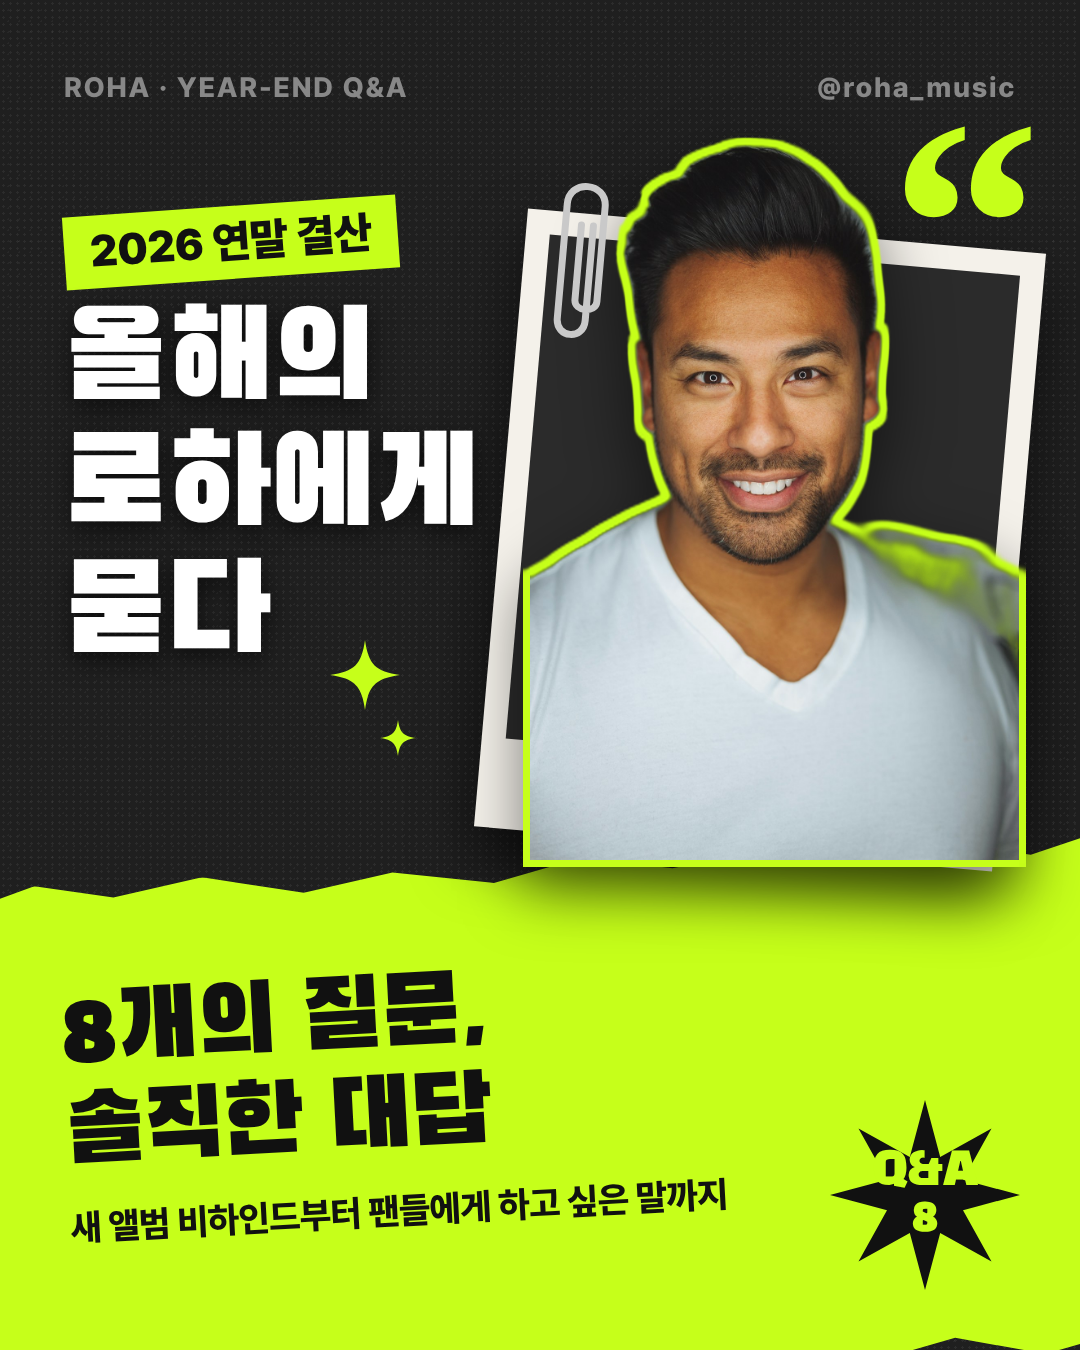 ROHA · YEAR-END Q&A
@roha_music
2026 연말 결산
올해의
로하에게
묻다
8개의 질문,
솔직한 대답
새 앨범 비하인드부터 팬들에게 하고 싶은 말까지
Q&A
8